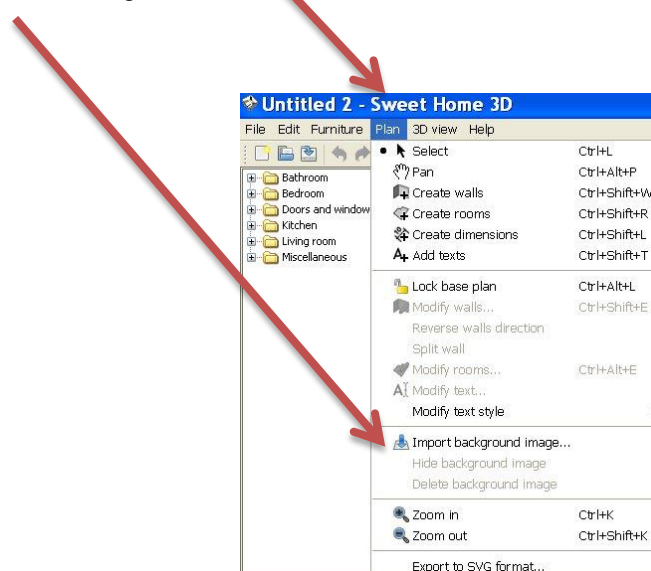 Untitled 2 - Sweet Home 3D
File Edit Furniture Plan 3D view Help
Select Ctrl+L
Pan Ctrl+Alt+P
Create walls Ctrl+Shift+W
Create rooms Ctrl+Shift+R
Create dimensions Ctrl+Shift+L
Add texts Ctrl+Shift+T
Bathroom
Bedroom
Doors and window
Kitchen
Living room
Miscellaneous
Lock base plan Ctrl+Alt+L
Modify walls... Ctrl+Shift+E
Reverse walls direction
Split wall
Modify rooms... Ctrl+Alt+E
Modify text...
Modify text style
Import background image...
Hide background image
Delete background image
Zoom in Ctrl+K
Zoom out Ctrl+Shift+K
Export to SVG format...